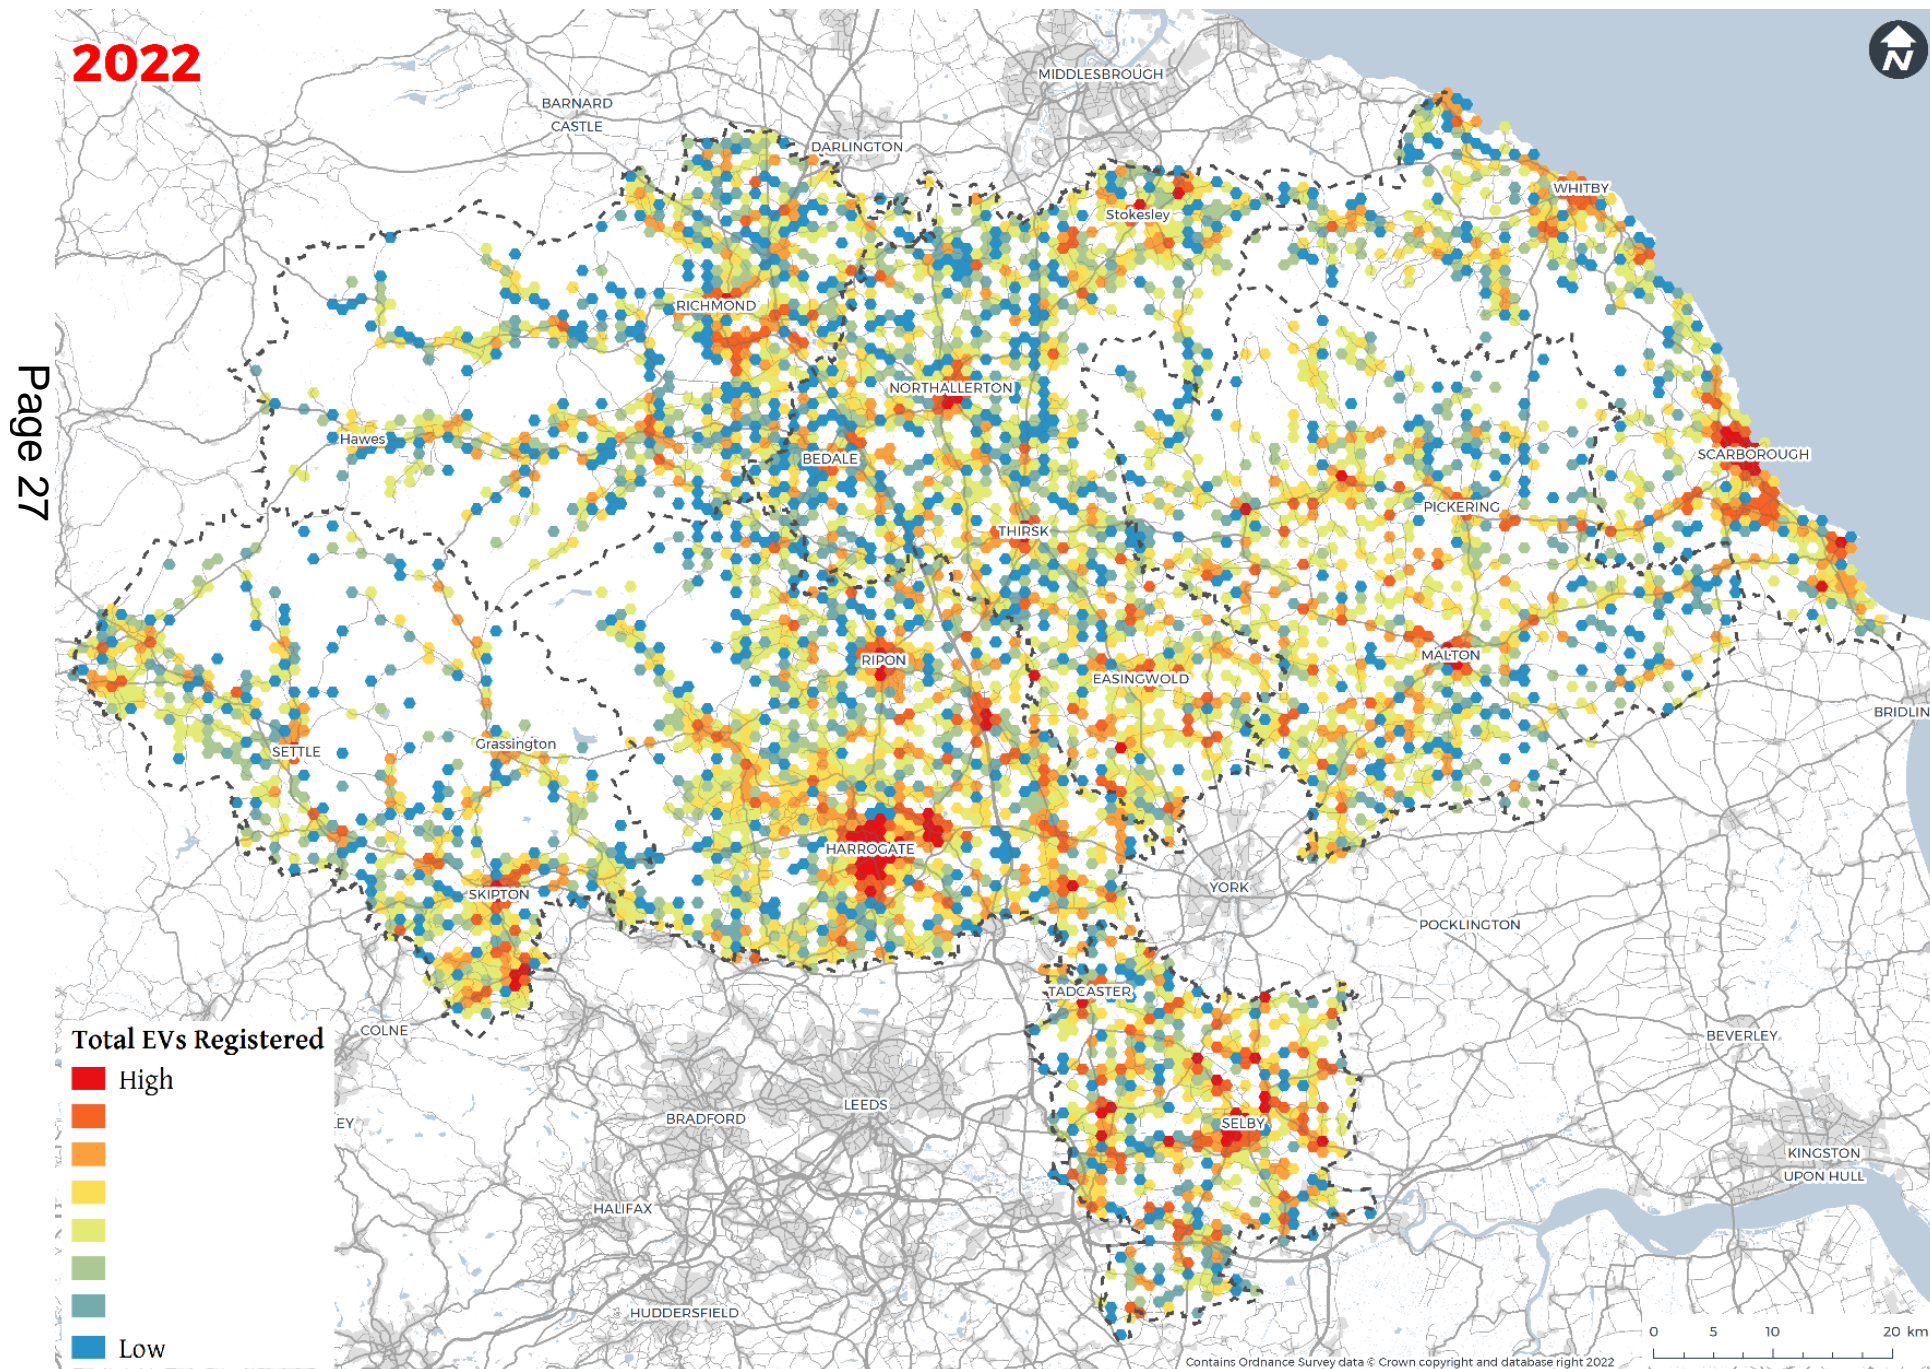 2022
N
MIDDLESBROUGH
BARNARD
CASTLE
DARLINGTON
WHITBY
Stokesley
RICHMOND
Page 27
NORTHALLERTON
Hawes
BEDALE
SCARBOROUGH
PICKERING
THIRSK
RIPON
MALTON
EASINGWOLD
BRIDLIN
SETTLE
Grassington
HARROGATE
SKIPTON
YORK
POCKLINGTON
TADCASTER
COLNE
BEVERLEY
Total EVs Registered
High
Low
LEEDS
BRADFORD
LEY
SELBY
KINGSTON
UPON HULL
HALIFAX
HUDDERSFIELD
0 5 10 20 km
Contains Ordnance Survey data © Crown copyright and database right 2022